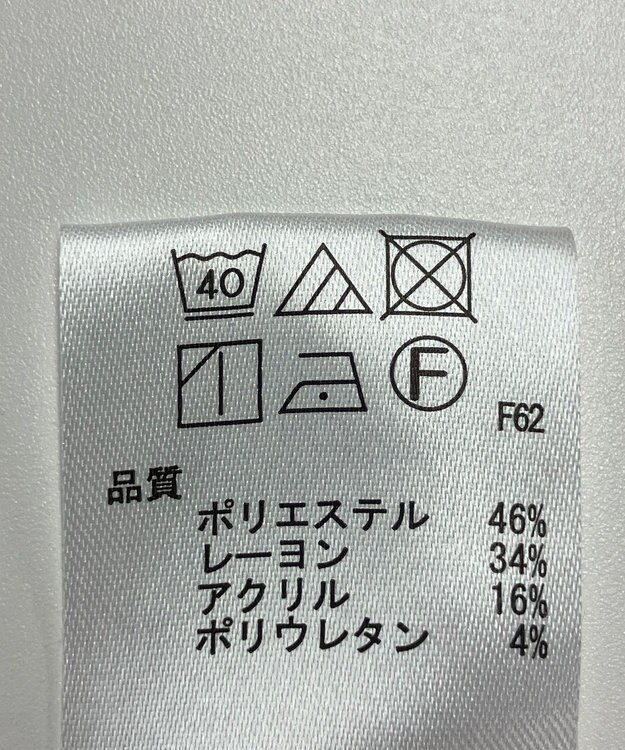 40
F
F62
品質
ポリエステル 46%
レーヨン 34%
アクリル 16%
ポリウレタン 4%